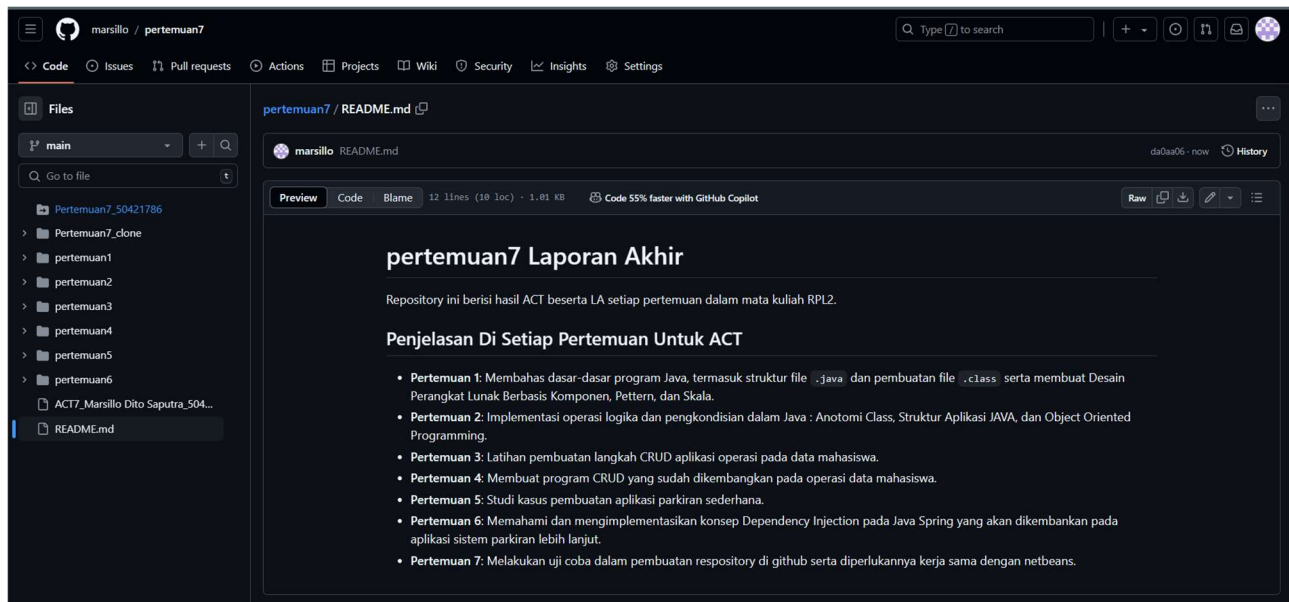 marsillo / pertemuan7
Type / to search
Code Issues Pull requests Actions Projects Wiki Security Insights Settings
Files
main
Go to file t
Pertemuan7_50421786
Pertemuan7_clone
pertemuan1
pertemuan2
pertemuan3
pertemuan4
pertemuan5
pertemuan6
ACT7_Marsillo Dito Saputra_504...
README.md
pertemuan7 / README.md
marsillo README.md da0aa06 · now History
Preview Code Blame 12 lines (10 loc) · 1.01 KB Code 55% faster with GitHub Copilot Raw
pertemuan7 Laporan Akhir
Repository ini berisi hasil ACT beserta LA setiap pertemuan dalam mata kuliah RPL2.
Penjelasan Di Setiap Pertemuan Untuk ACT
• Pertemuan 1: Membahas dasar-dasar program Java, termasuk struktur file .java dan pembuatan file .class serta membuat Desain
Perangkat Lunak Berbasis Komponen, Pettern, dan Skala.
• Pertemuan 2: Implementasi operasi logika dan pengkondisian dalam Java : Anotomi Class, Struktur Aplikasi JAVA, dan Object Oriented
Programming.
• Pertemuan 3: Latihan pembuatan langkah CRUD aplikasi operasi pada data mahasiswa.
• Pertemuan 4: Membuat program CRUD yang sudah dikembangkan pada operasi data mahasiswa.
• Pertemuan 5: Studi kasus pembuatan aplikasi parkiran sederhana.
• Pertemuan 6: Memahami dan mengimplementasikan konsep Dependency Injection pada Java Spring yang akan dikembankan pada
aplikasi sistem parkiran lebih lanjut.
• Pertemuan 7: Melakukan uji coba dalam pembuatan respository di github serta diperlukannya kerja sama dengan netbeans.